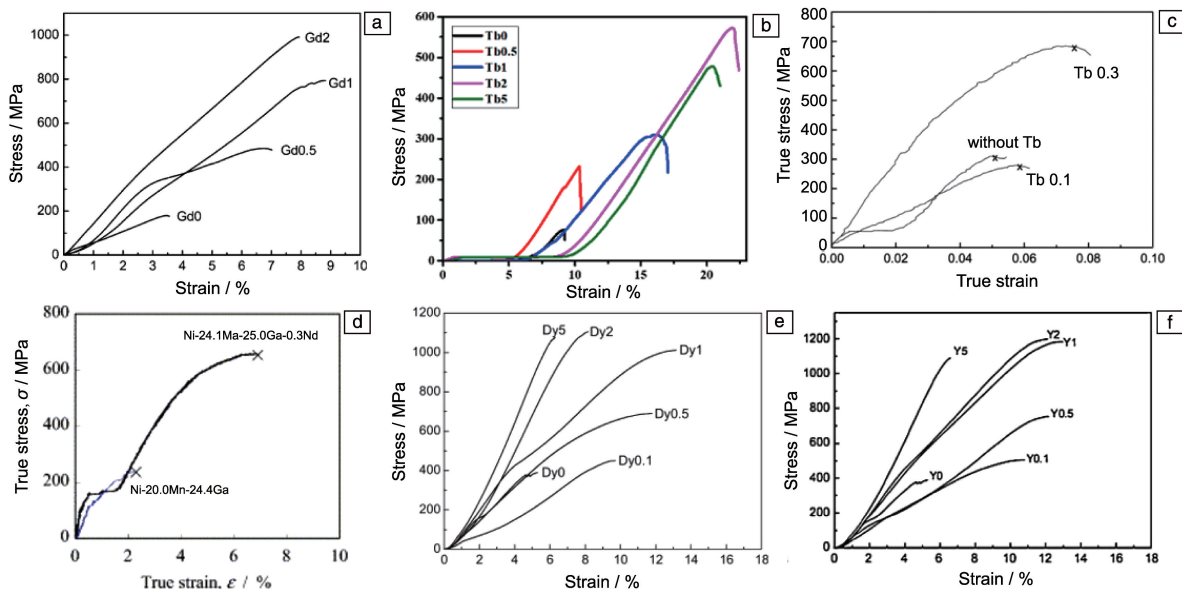 a
Stress / MPa
1000
800
600
400
200
0
Gd2
Gd1
Gd0.5
Gd0
0 1 2 3 4 5 6 7 8 9 10
Strain / %
b
Stress / MPa
600
500
400
300
200
100
0
Tb0
Tb0.5
Tb1
Tb2
Tb5
0 5 10 15 20
Strain / %
c
True stress / MPa
800
700
600
500
400
300
200
100
0
Tb 0.3
without Tb
Tb 0.1
0 0.02 0.04 0.06 0.08 0.10
True strain
d
True stress, σ / MPa
800
600
400
200
0
Ni-24.1Ma-25.0Ga-0.3Nd
Ni-20.0Mn-24.4Ga
0 2 4 6 8 10
True strain, ε / %
e
Stress / MPa
1200
1000
800
600
400
200
0
Dy5
Dy2
Dy1
Dy0.5
Dy0
Dy0.1
0 2 4 6 8 10 12 14 16 18
Strain / %
f
Stress / MPa
1200
1000
800
600
400
200
0
Y5
Y2
Y1
Y0.5
Y0
Y0.1
0 2 4 6 8 10 12 14 16 18
Strain / %